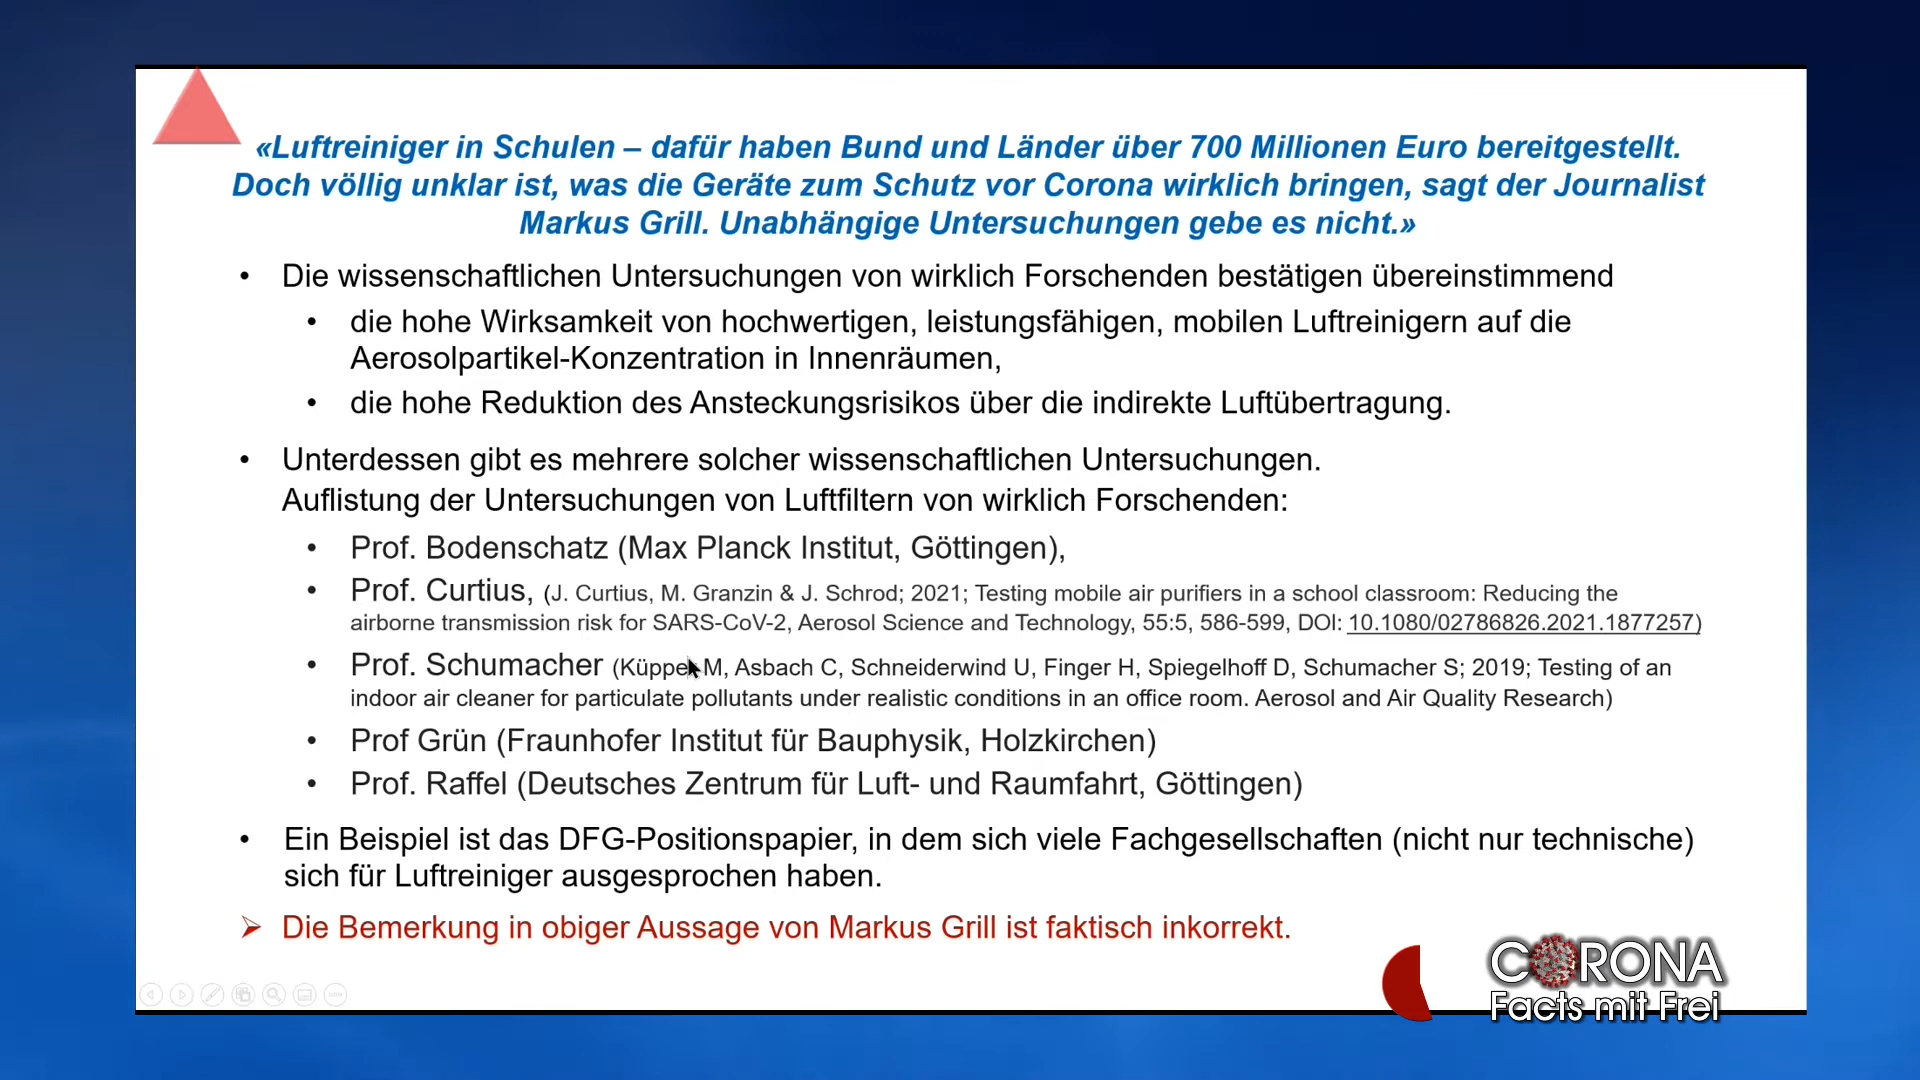 «Luftreiniger in Schulen – dafür haben Bund und Länder über 700 Millionen Euro bereitgestellt.
Doch völlig unklar ist, was die Geräte zum Schutz vor Corona wirklich bringen, sagt der Journalist
Markus Grill. Unabhängige Untersuchungen gebe es nicht.»
• Die wissenschaftlichen Untersuchungen von wirklich Forschenden bestätigen übereinstimmend
• die hohe Wirksamkeit von hochwertigen, leistungsfähigen, mobilen Luftreinigern auf die
Aerosolpartikel-Konzentration in Innenräumen,
• die hohe Reduktion des Ansteckungsrisikos über die indirekte Luftübertragung.
• Unterdessen gibt es mehrere solcher wissenschaftlichen Untersuchungen.
Auflistung der Untersuchungen von Luftfiltern von wirklich Forschenden:
• Prof. Bodenschatz (Max Planck Institut, Göttingen),
• Prof. Curtius, (J. Curtius, M. Granzin & J. Schrod; 2021; Testing mobile air purifiers in a school classroom: Reducing the
airborne transmission risk for SARS-CoV-2, Aerosol Science and Technology, 55:5, 586-599, DOI: 10.1080/02786826.2021.1877257)
• Prof. Schumacher (Küpper M, Asbach C, Schneiderwind U, Finger H, Spiegelhoff D, Schumacher S; 2019; Testing of an
indoor air cleaner for particulate pollutants under realistic conditions in an office room. Aerosol and Air Quality Research)
• Prof Grün (Fraunhofer Institut für Bauphysik, Holzkirchen)
• Prof. Raffel (Deutsches Zentrum für Luft- und Raumfahrt, Göttingen)
• Ein Beispiel ist das DFG-Positionspapier, in dem sich viele Fachgesellschaften (nicht nur technische)
sich für Luftreiniger ausgesprochen haben.
➢ Die Bemerkung in obiger Aussage von Markus Grill ist faktisch inkorrekt.
CORONA
Facts mit Frei